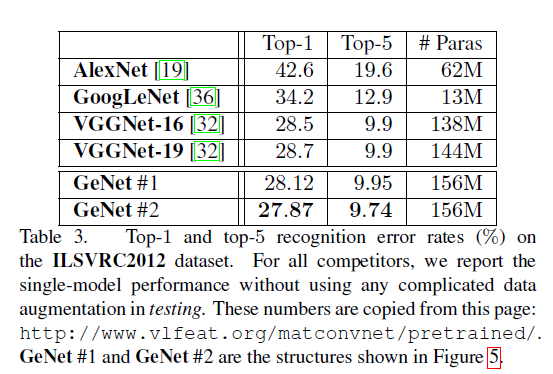 Top-1 Top-5 # Paras
AlexNet [19] 42.6 19.6 62M
GoogLeNet [36] 34.2 12.9 13M
VGGNet-16 [32] 28.5 9.9 138M
VGGNet-19 [32] 28.7 9.9 144M
GeNet #1 28.12 9.95 156M
GeNet #2 27.87 9.74 156M
Table 3. Top-1 and top-5 recognition error rates (%) on
the ILSVRC2012 dataset. For all competitors, we report the
single-model performance without using any complicated data
augmentation in testing. These numbers are copied from this page:
http://www.vlfeat.org/matconvnet/pretrained/.
GeNet #1 and GeNet #2 are the structures shown in Figure 5.